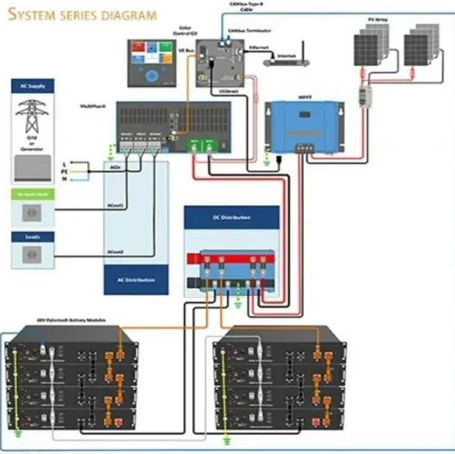 SYSTEM SERIES DIAGRAM
CANbus Type B
Cable
Color
Control GX
CANbus Terminator
PV Array
VE.Bus
Ethernet
Internet
AC Supply
VE.Direct
MultiPlus-II
MPPT
Grid
or
Generator
L
PE
N
ACin
ACout1
DC Distribution
Loads
ACout2
AC Distribution
48V Pylontech Battery Modules